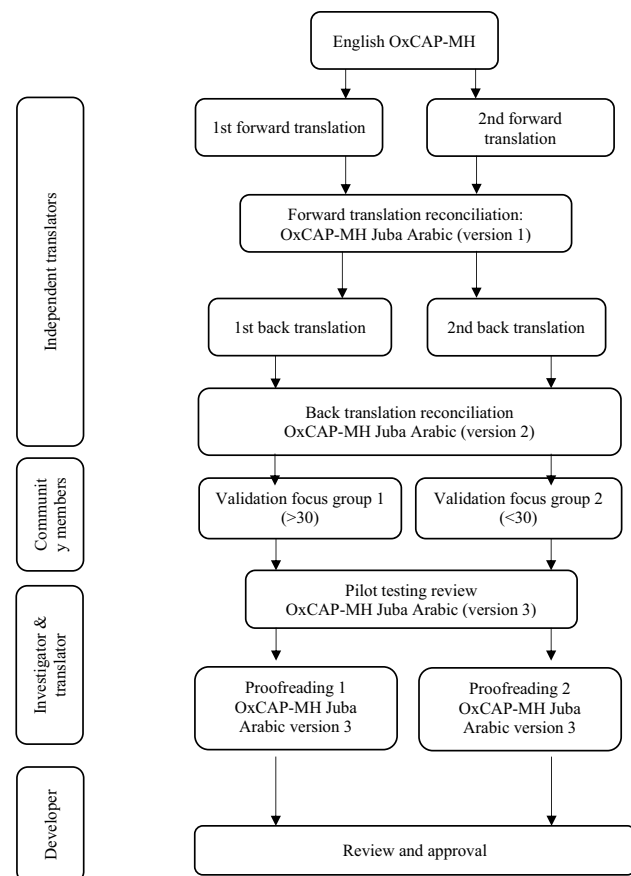 English OxCAP-MH
1st forward translation
2nd forward
translation
Forward translation reconciliation:
OxCAP-MH Juba Arabic (version 1)
Independent translators
1st back translation
2nd back translation
Back translation reconciliation
OxCAP-MH Juba Arabic (version 2)
Communit
y members
Validation focus group 1
(>30)
Validation focus group 2
(<30)
Pilot testing review
OxCAP-MH Juba Arabic (version 3)
Investigator &
translator
Proofreading 1
OxCAP-MH Juba
Arabic version 3
Proofreading 2
OxCAP-MH Juba
Arabic version 3
Developer
Review and approval